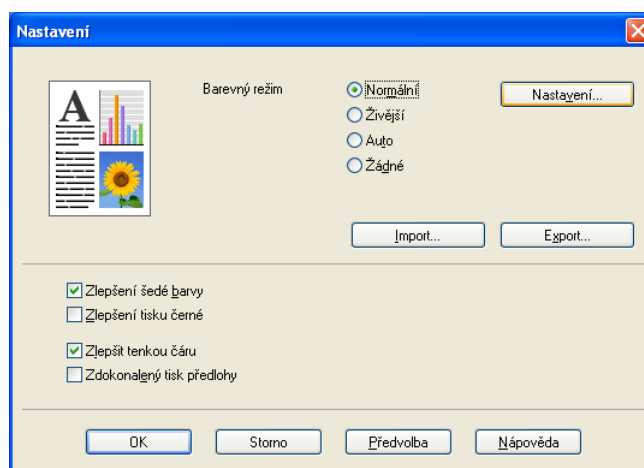 Nastavení
A
Barevný režim
Normální
Živější
Auto
Žádné
Nastavení...
Import...
Export...
Zlepšení šedé barvy
Zlepšení tisku černé
Zlepšit tenkou čáru
Zdokonalený tisk předlohy
OK
Storno
Předvolba
Nápověda